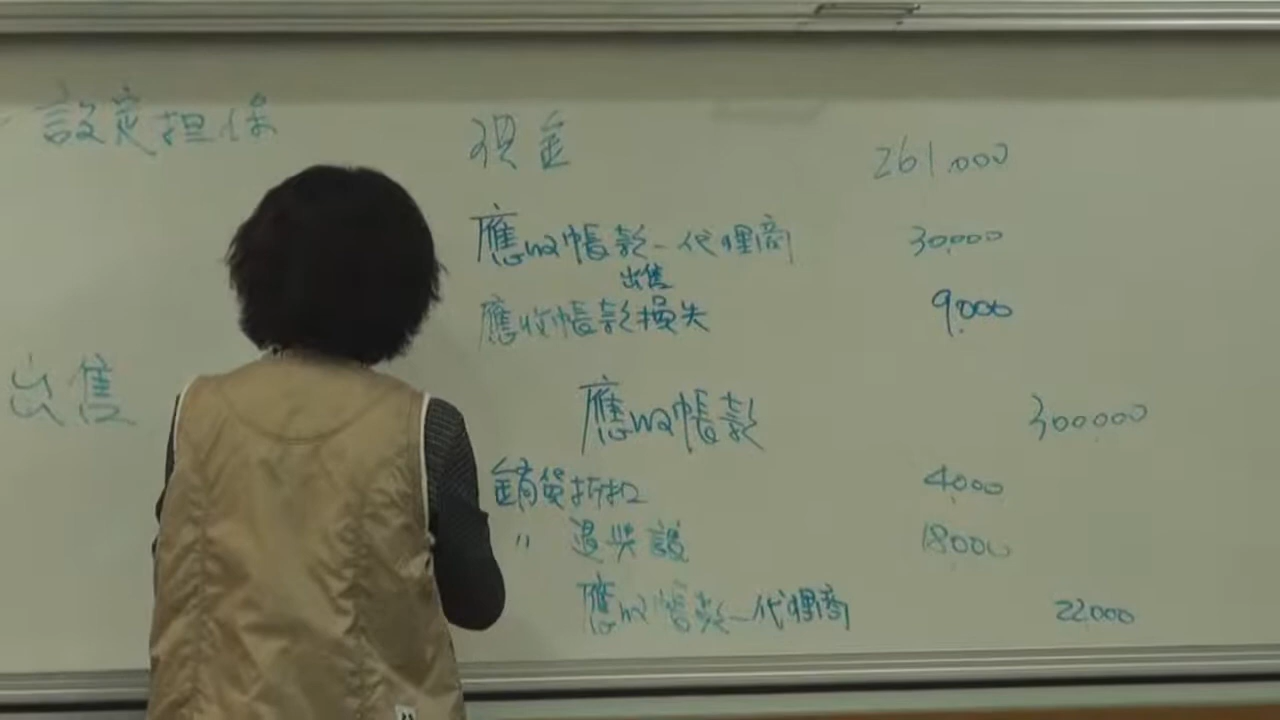 設定担保
現金 261,000
應收帳款-代理商 30,000
出售
應收帳款損失 9,000
出售
應收帳款 300,000
銷貨折扣 4,000
〃 退與讓 18,000
應收帳款-代理商 22,000